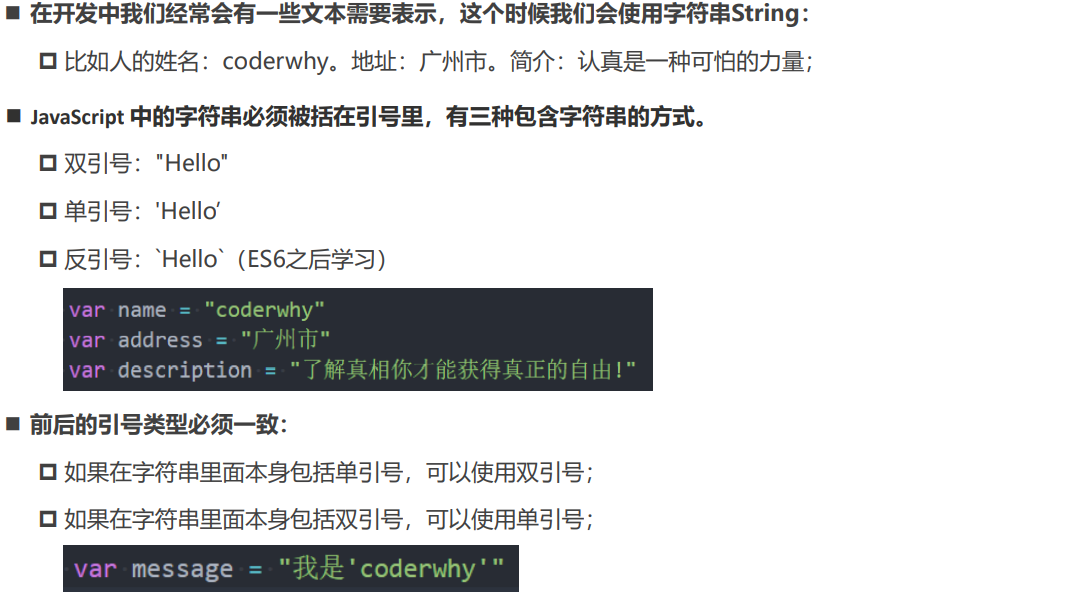 ■ 在开发中我们经常会有一些文本需要表示，这个时候我们会使用字符串String：
口 比如人的姓名：coderwhy。地址：广州市。简介：认真是一种可怕的力量；
■ JavaScript 中的字符串必须被括在引号里，有三种包含字符串的方式。
口 双引号："Hello"
口 单引号：'Hello’
口 反引号：`Hello`（ES6之后学习）
var name = "coderwhy"
var address = "广州市"
var description = "了解真相你才能获得真正的自由!"
■ 前后的引号类型必须一致：
口 如果在字符串里面本身包括单引号，可以使用双引号；
口 如果在字符串里面本身包括双引号，可以使用单引号；
var message = "我是'coderwhy'"